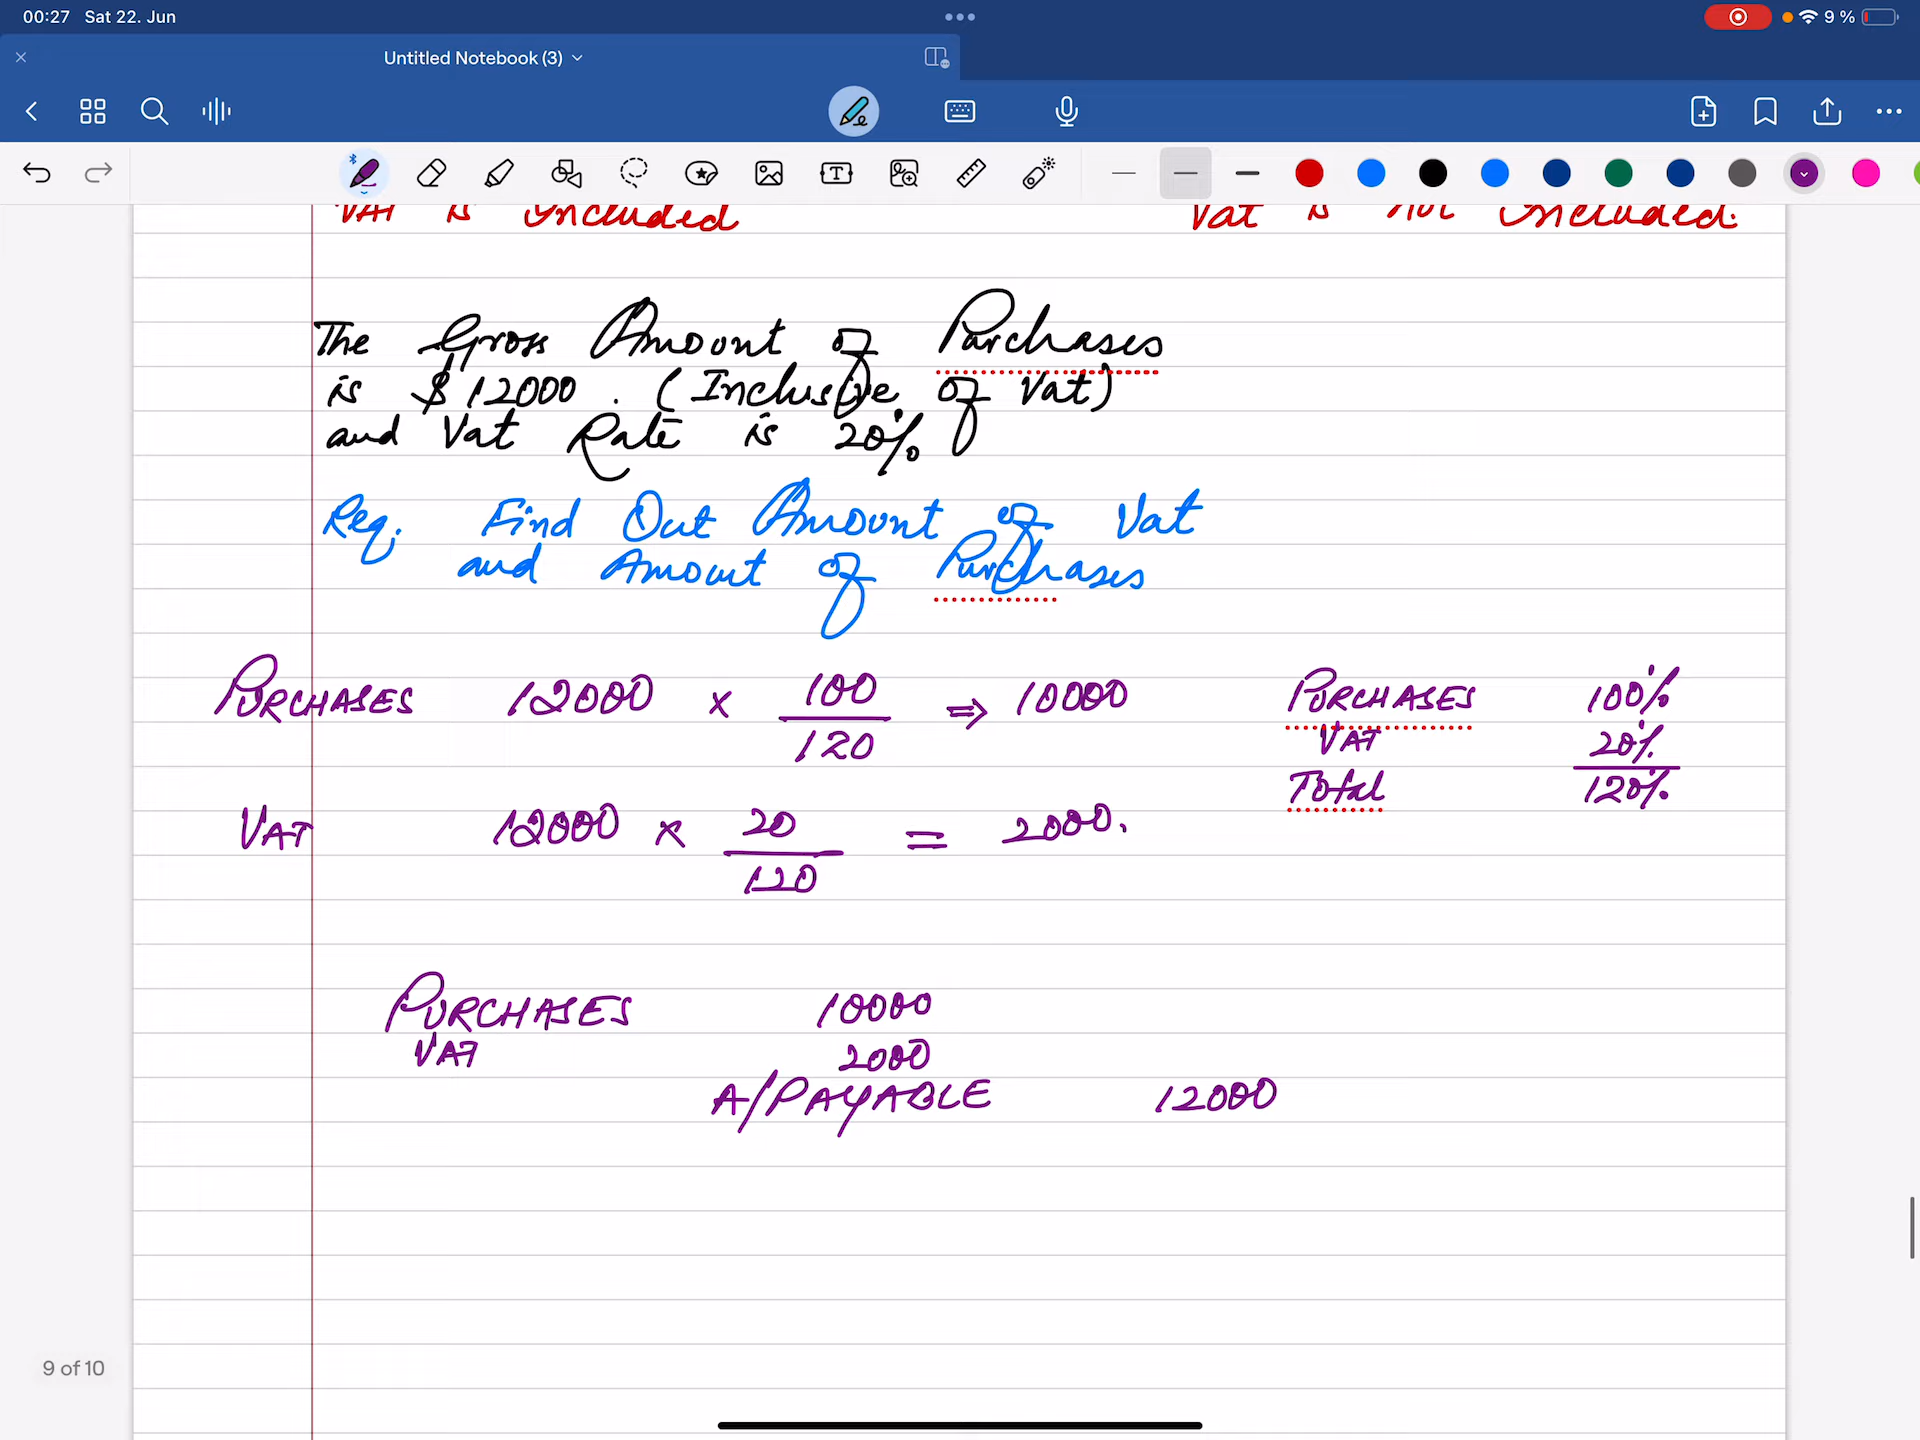 00:27 Sat 22. Jun
9 %
Untitled Notebook (3)
VAT is Included
Vat is not Included.
The Gross Amount of Purchases
is $12000. (Inclusive of Vat)
and Vat Rate is 20%
Req. Find Out Amount of Vat
and Amount of Purchases
PURCHASES 12000 × 100/120 ⇒ 10000
PURCHASES 100%
VAT 20%
Total 120%
VAT 12000 × 20/120 = 2000.
PURCHASES 10000
VAT 2000
A/PAYABLE 12000
9 of 10